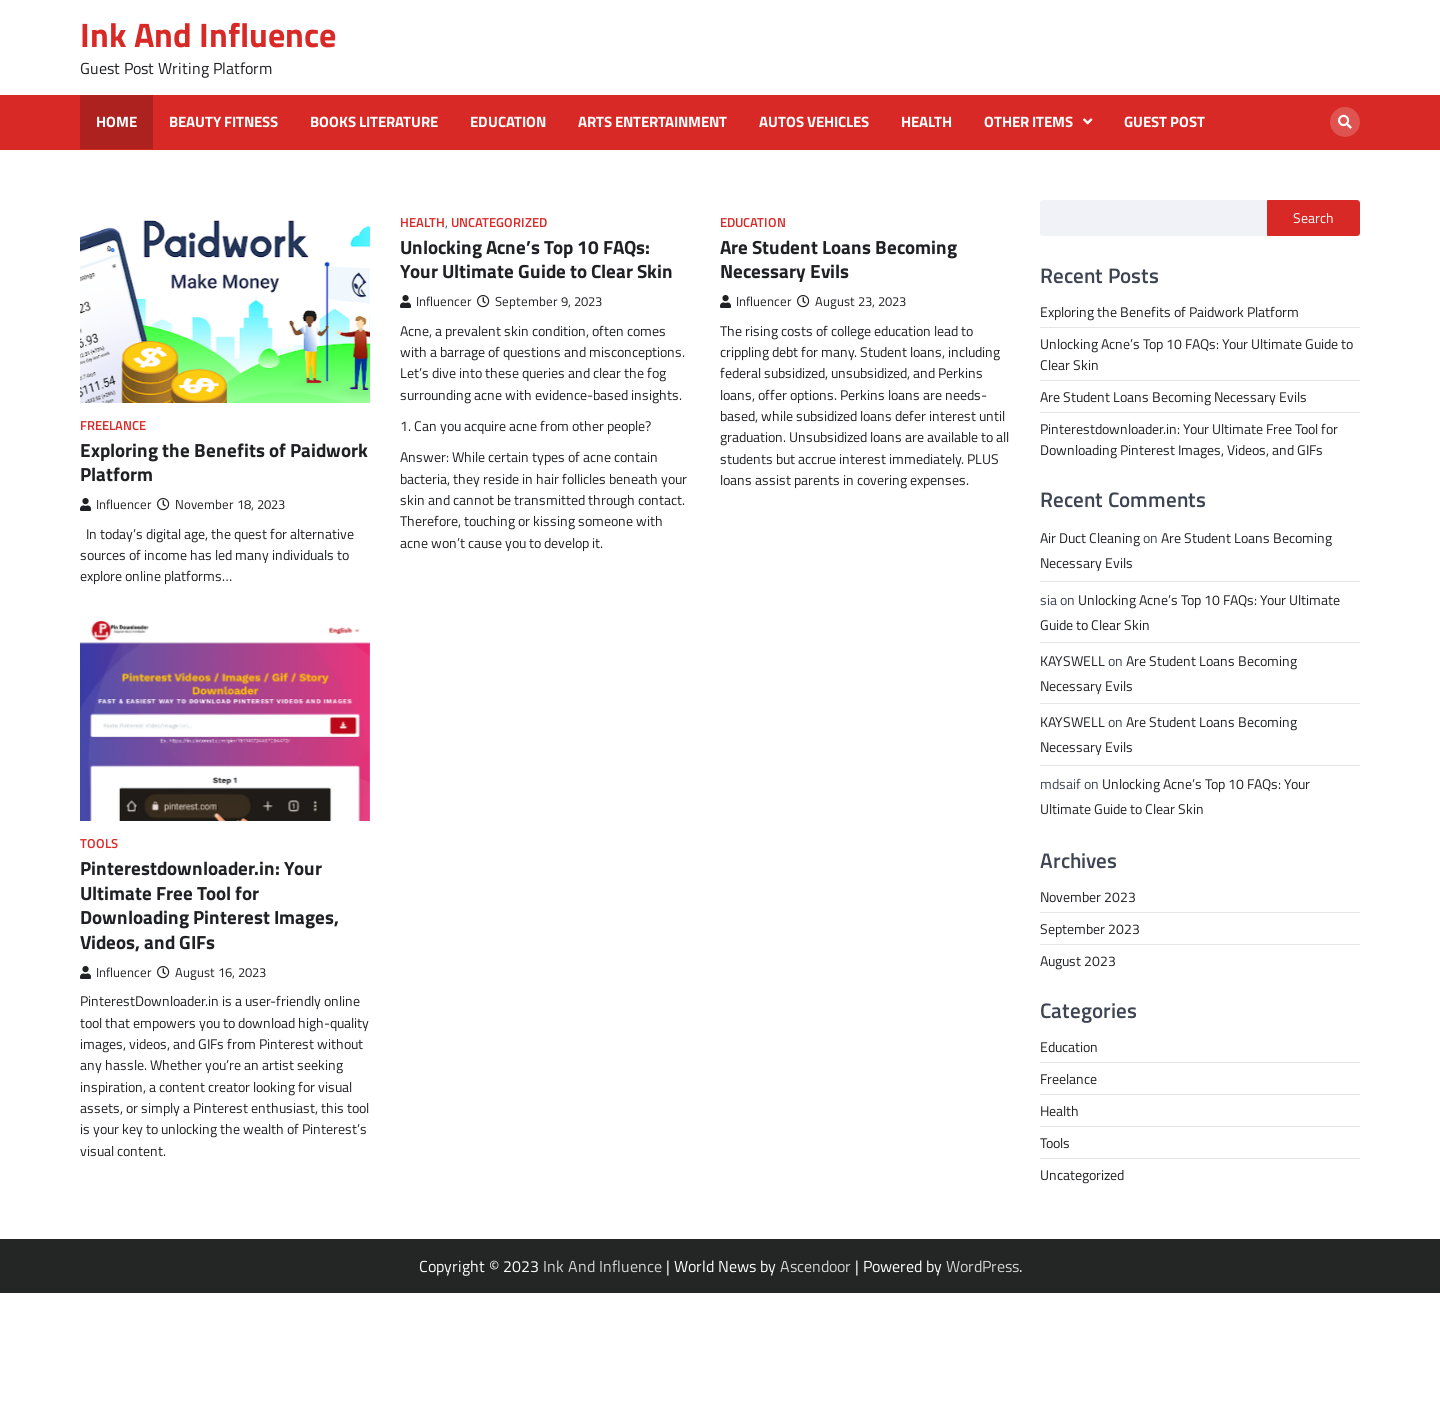 Ink And Influence
Guest Post Writing Platform
HOME
BEAUTY FITNESS
BOOKS LITERATURE
EDUCATION
ARTS ENTERTAINMENT
AUTOS VEHICLES
HEALTH
OTHER ITEMS
GUEST POST
Paidwork
Make Money
$111.54
FREELANCE
Exploring the Benefits of Paidwork
Platform
Influencer November 18, 2023
In today’s digital age, the quest for alternative
sources of income has led many individuals to
explore online platforms…
HEALTH, UNCATEGORIZED
Unlocking Acne’s Top 10 FAQs:
Your Ultimate Guide to Clear Skin
Influencer September 9, 2023
Acne, a prevalent skin condition, often comes
with a barrage of questions and misconceptions.
Let’s dive into these queries and clear the fog
surrounding acne with evidence-based insights.
1. Can you acquire acne from other people?
Answer: While certain types of acne contain
bacteria, they reside in hair follicles beneath your
skin and cannot be transmitted through contact.
Therefore, touching or kissing someone with
acne won’t cause you to develop it.
EDUCATION
Are Student Loans Becoming
Necessary Evils
Influencer August 23, 2023
The rising costs of college education lead to
crippling debt for many. Student loans, including
federal subsidized, unsubsidized, and Perkins
loans, offer options. Perkins loans are needs-
based, while subsidized loans defer interest until
graduation. Unsubsidized loans are available to all
students but accrue interest immediately. PLUS
loans assist parents in covering expenses.
Pin Downloader
English
Pinterest Videos / Images / Gif / Story
Downloader
FAST & EASIEST WAY TO DOWNLOAD PINTEREST VIDEOS AND IMAGES
Step 1
pinterest.com
TOOLS
Pinterestdownloader.in: Your
Ultimate Free Tool for
Downloading Pinterest Images,
Videos, and GIFs
Influencer August 16, 2023
PinterestDownloader.in is a user-friendly online
tool that empowers you to download high-quality
images, videos, and GIFs from Pinterest without
any hassle. Whether you’re an artist seeking
inspiration, a content creator looking for visual
assets, or simply a Pinterest enthusiast, this tool
is your key to unlocking the wealth of Pinterest’s
visual content.
Search
Recent Posts
Exploring the Benefits of Paidwork Platform
Unlocking Acne’s Top 10 FAQs: Your Ultimate Guide to
Clear Skin
Are Student Loans Becoming Necessary Evils
Pinterestdownloader.in: Your Ultimate Free Tool for
Downloading Pinterest Images, Videos, and GIFs
Recent Comments
Air Duct Cleaning on Are Student Loans Becoming
Necessary Evils
sia on Unlocking Acne’s Top 10 FAQs: Your Ultimate
Guide to Clear Skin
KAYSWELL on Are Student Loans Becoming
Necessary Evils
KAYSWELL on Are Student Loans Becoming
Necessary Evils
mdsaif on Unlocking Acne’s Top 10 FAQs: Your
Ultimate Guide to Clear Skin
Archives
November 2023
September 2023
August 2023
Categories
Education
Freelance
Health
Tools
Uncategorized
Copyright © 2023 Ink And Influence | World News by Ascendoor | Powered by WordPress.